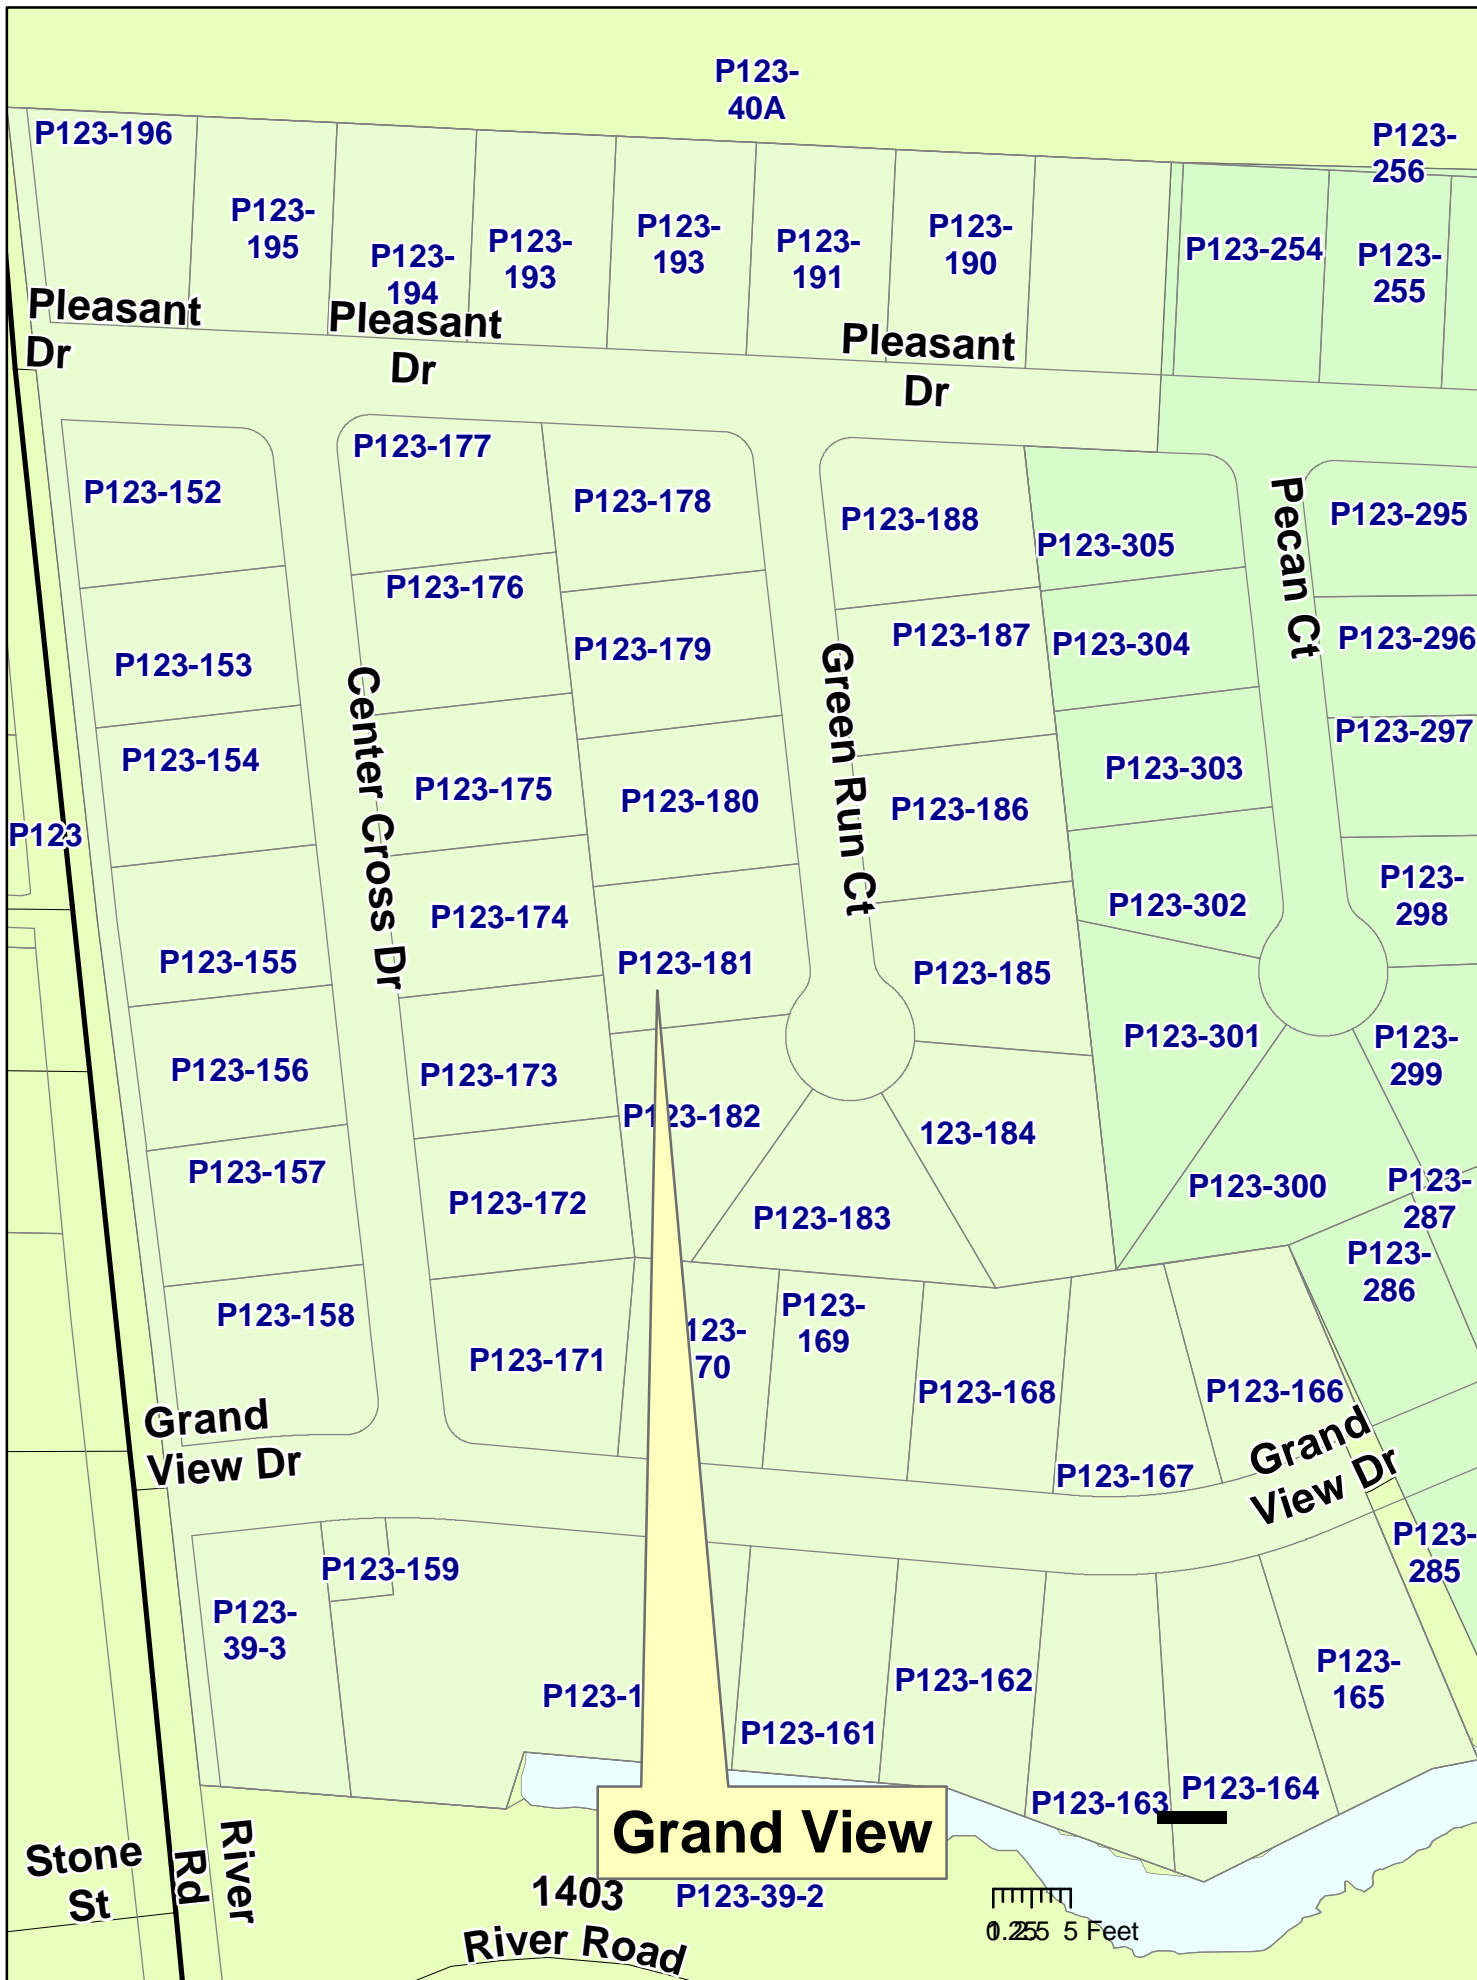 P123-
40A
P123-196
P123-
256
P123-
195
P123-
194
P123-
193
P123-
193
P123-
191
P123-
190
P123-254
P123-
255
Pleasant
Dr
Pleasant
Dr
Pleasant
Dr
P123-152
P123-177
P123-178
P123-188
P123-305
Pecan Ct
P123-295
P123-176
P123-153
P123-179
P123-187
P123-304
P123-296
Center Cross Dr
Green Run Ct
P123-154
P123-175
P123-180
P123-186
P123-303
P123-297
P123
P123-174
P123-302
P123-
298
P123-155
P123-181
P123-185
P123-156
P123-173
P123-301
P123-
299
P123-182
123-184
P123-157
P123-172
P123-183
P123-300
P123-
287
P123-
286
P123-158
P123-171
123-
70
P123-
169
P123-168
P123-166
P123-167
Grand
View Dr
Grand
View Dr
P123-159
P123-
285
P123-
39-3
P123-1
P123-161
P123-162
P123-
165
P123-163
P123-164
Grand View
Stone
St
River
Rd
1403
River Road
P123-39-2
5 Feet